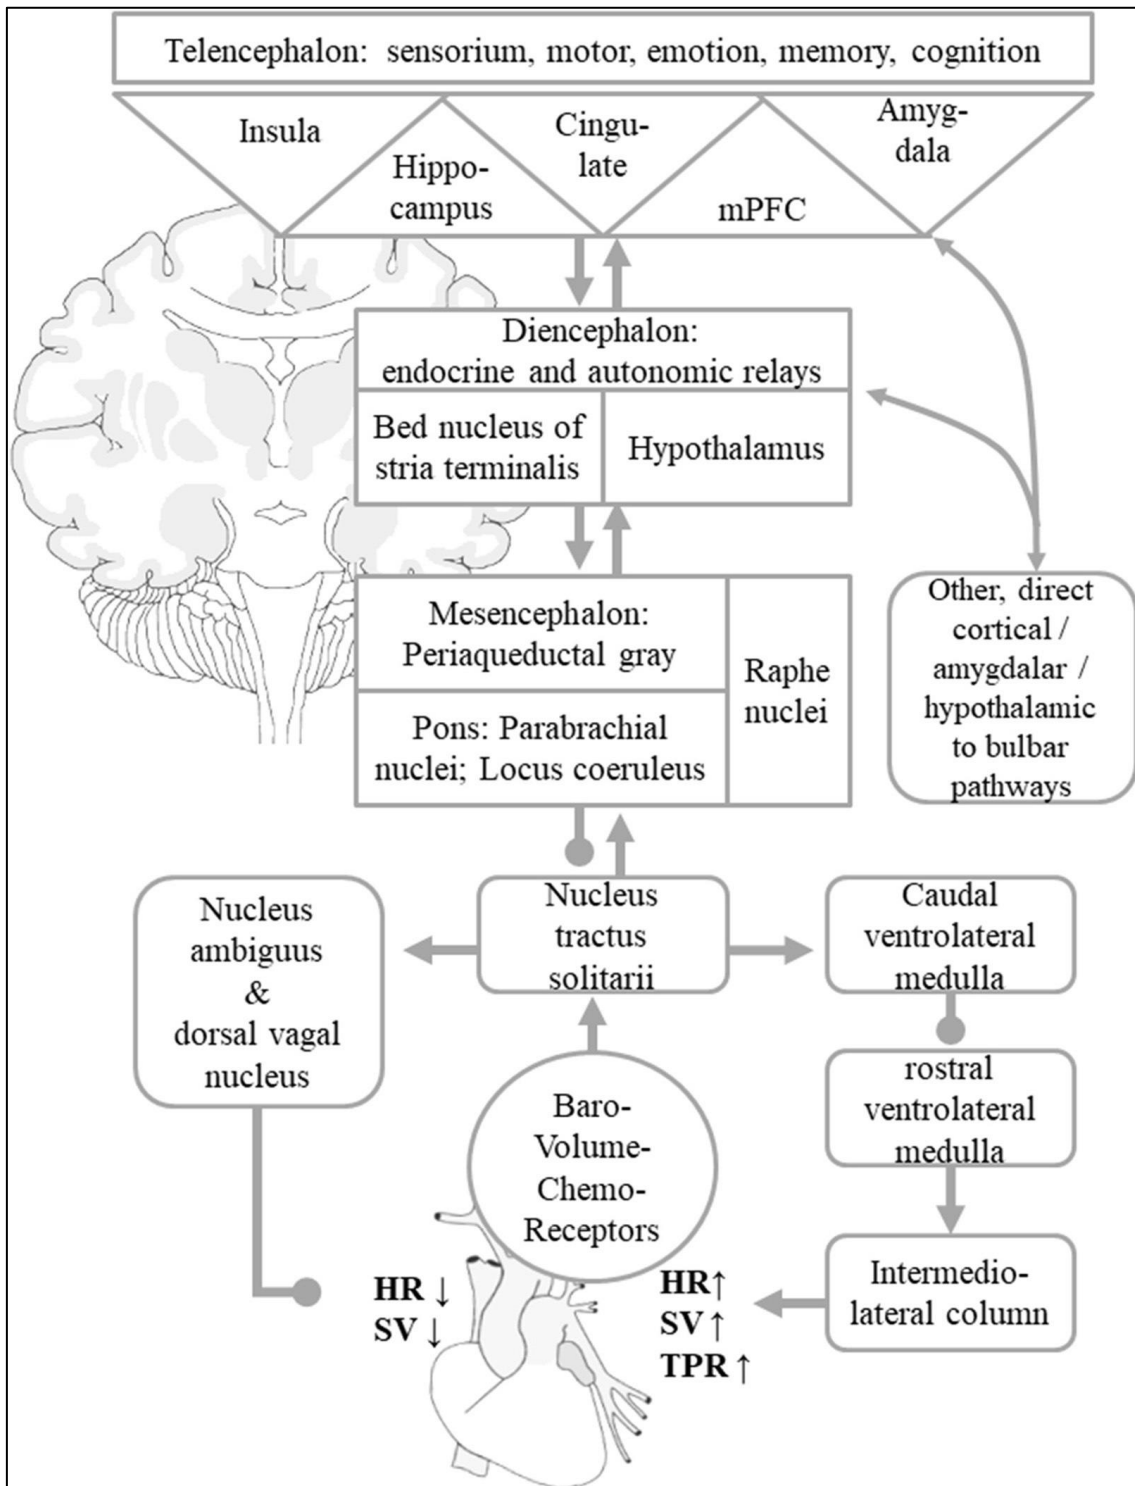 Telencephalon: sensorium, motor, emotion, memory, cognition
Insula
Hippo-
campus
Cingu-
late
mPFC
Amyg-
dala
Diencephalon:
endocrine and autonomic relays
Bed nucleus of
stria terminalis
Hypothalamus
Mesencephalon:
Periaqueductal gray
Pons: Parabrachial
nuclei; Locus coeruleus
Raphe
nuclei
Other, direct
cortical /
amygdalar /
hypothalamic
to bulbar
pathways
Nucleus
ambiguus
&
dorsal vagal
nucleus
Nucleus
tractus
solitarii
Caudal
ventrolateral
medulla
rostral
ventrolateral
medulla
Baro-
Volume-
Chemo-
Receptors
Intermedio-
lateral column
HR ↓
SV ↓
HR↑
SV ↑
TPR ↑